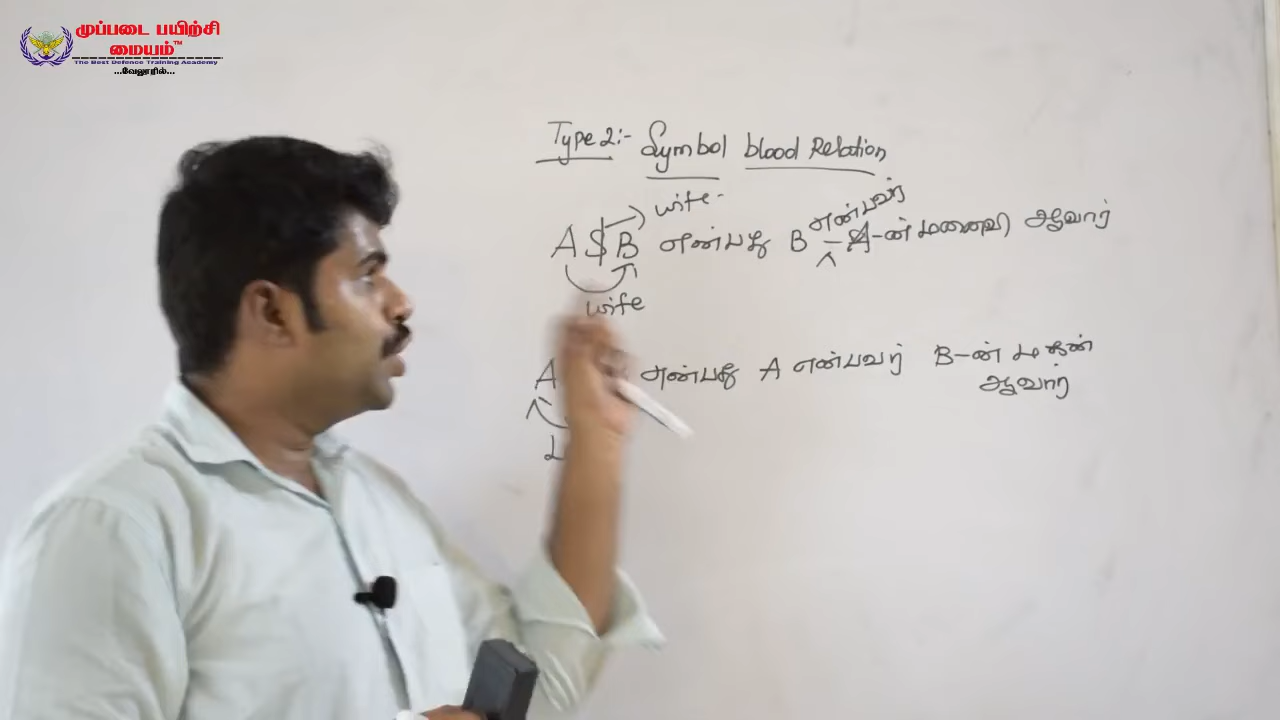 முப்படை பயிற்சி
மையம்™
The Best Defence Training Academy
...வேலூரில்...
Type 2:- Symbol blood Relation
wife
என்பவர்
A $ B என்பது B A-ன் மனைவி ஆவார்
wife
A என்பது A என்பவர் B-ன் மகன்
ஆவார்